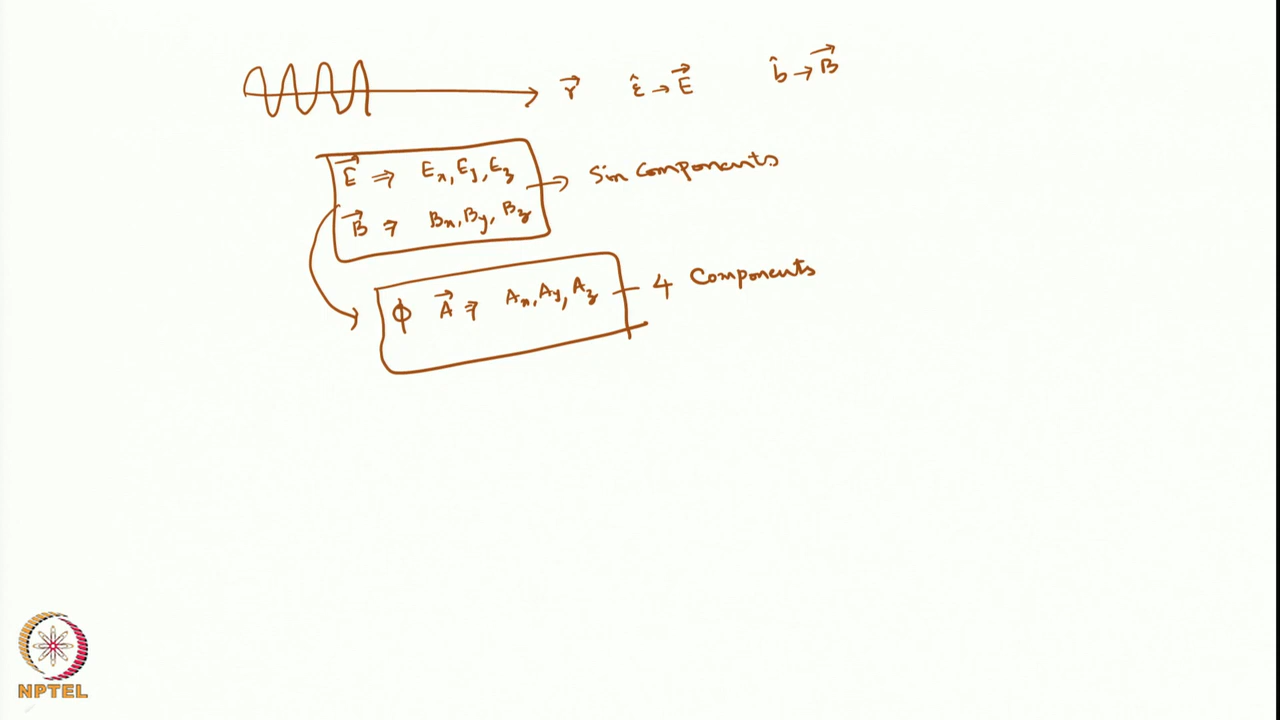 r⃗ ε̂ → E⃗ b̂ → B⃗
E⃗ ⇒ Ex, Ey, Ez → Six Components
B⃗ ⇒ Bx, By, Bz
ϕ A⃗ ⇒ Ax, Ay, Az — 4 Components
NPTEL